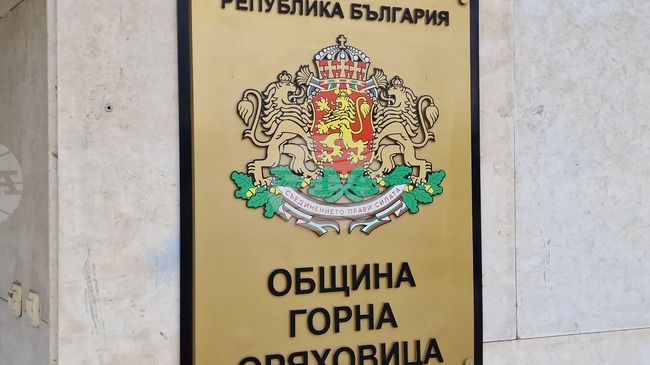 РЕПУБЛИКА БЪЛГАРИЯ
СЪЕДИНЕНИЕТО ПРАВИ СИЛАТА
ОБЩИНА
ГОРНА
ОРЯХОВИЦА